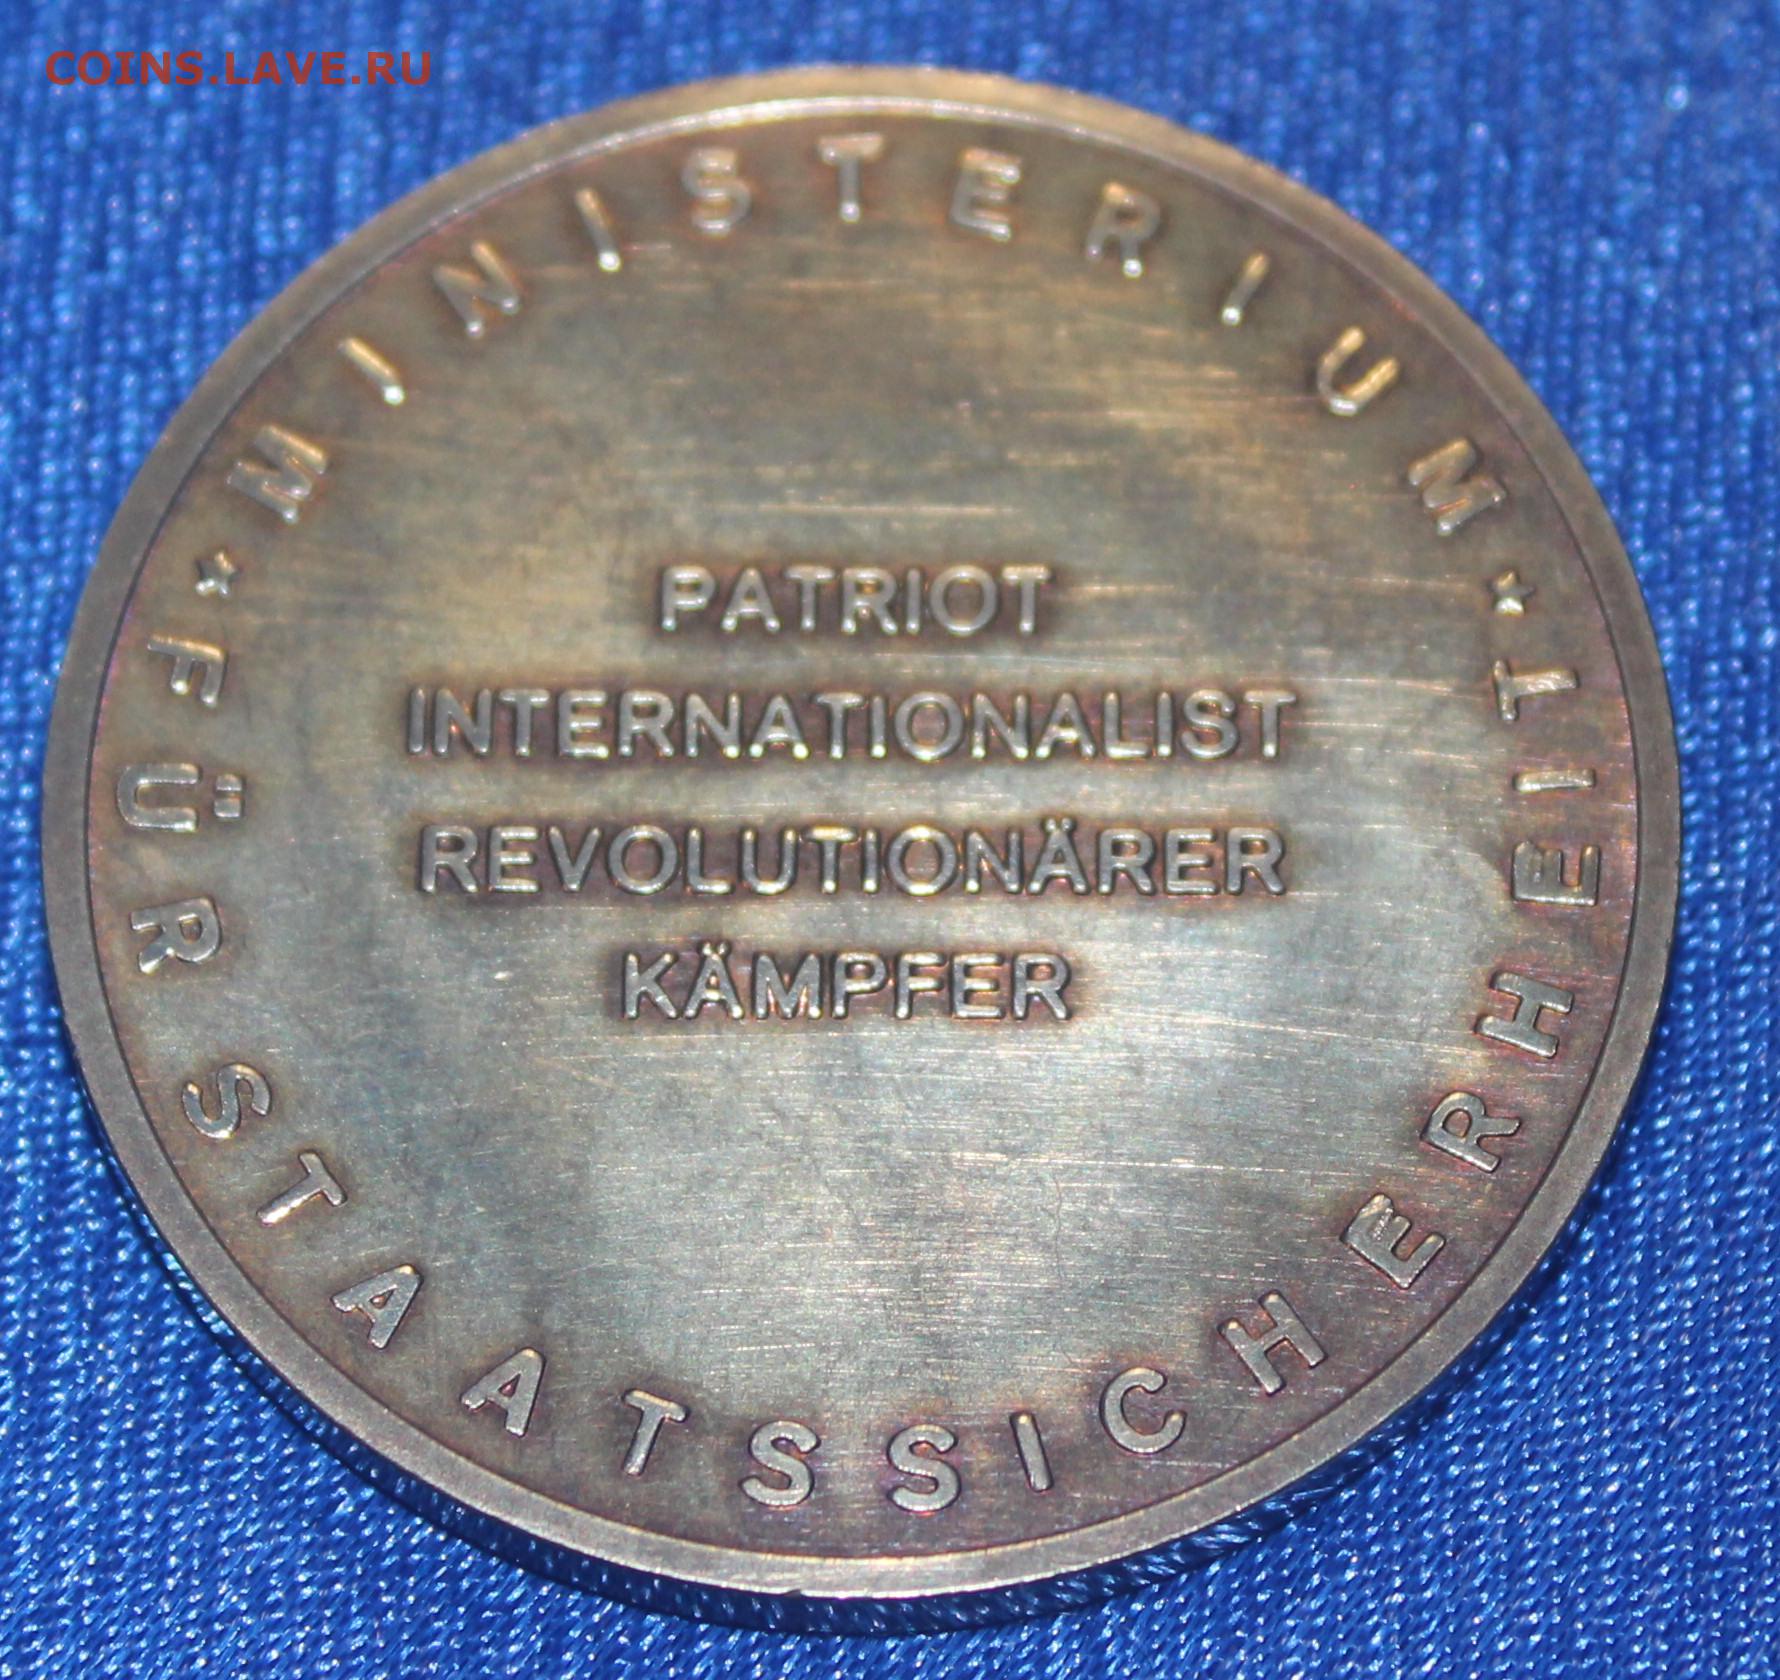 COINS.LAVE.RU
MINISTERIUM
PATRIOT
INTERNATIONALIST
REVOLUTIONÄRER
KÄMPFER
FÜR STAATSSICHERHEIT